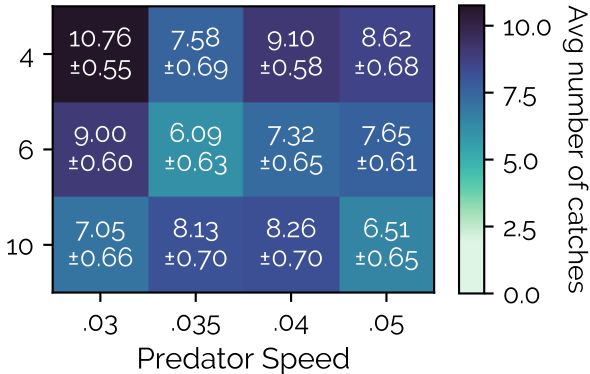 4
10.76 7.58 9.10 8.62
±0.55 ±0.69 ±0.58 ±0.68
6
9.00 6.09 7.32 7.65
±0.60 ±0.63 ±0.65 ±0.61
10
7.05 8.13 8.26 6.51
±0.66 ±0.70 ±0.70 ±0.65
.03 .035 .04 .05
Predator Speed
10.0
7.5
5.0
2.5
0.0
Avg number of catches